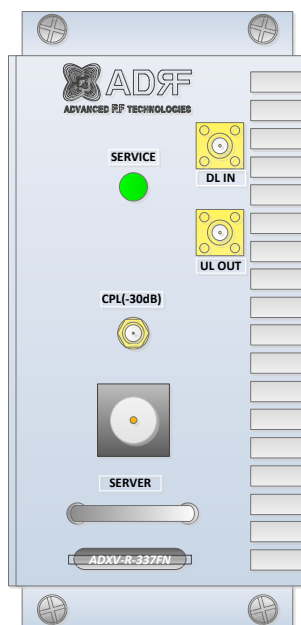 ADRF
ADVANCED RF TECHNOLOGIES
SERVICE
DL IN
UL OUT
CPL(-30dB)
SERVER
ADXV-R-337FN